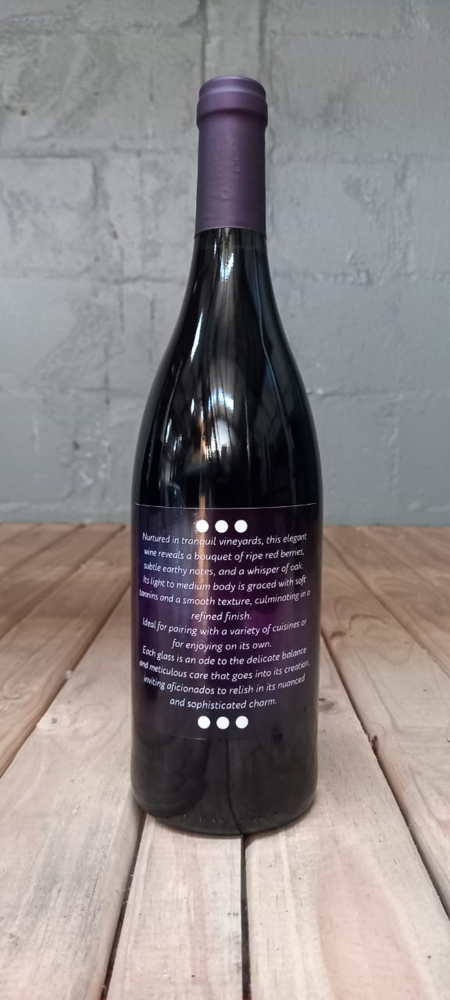 Nurtured in tranquil vineyards, this elegant
wine reveals a bouquet of ripe red berries,
subtle earthy notes, and a whisper of oak.
Its light to medium body is graced with soft
tannins and a smooth texture, culminating in a
refined finish.
Ideal for pairing with a variety of cuisines or
for enjoying on its own.
Each glass is an ode to the delicate balance
and meticulous care that goes into its creation,
inviting aficionados to relish in its nuanced
and sophisticated charm.